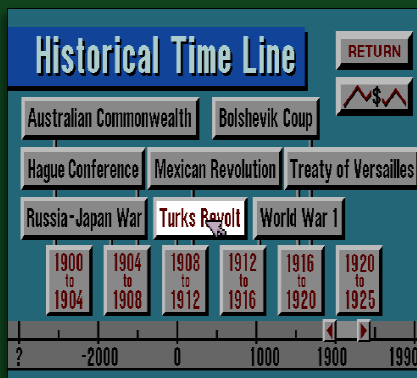 Historical Time Line
RETURN
$
Australian Commonwealth
Bolshevik Coup
Hague Conference
Mexican Revolution
Treaty of Versailles
Russia-Japan War
Turks Revolt
World War 1
1900 to 1904
1904 to 1908
1908 to 1912
1912 to 1916
1916 to 1920
1920 to 1925
? -2000 0 1000 1900 1990